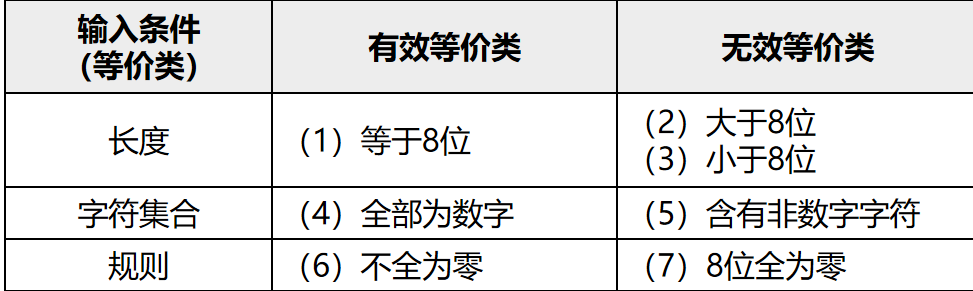 输入条件
（等价类）
有效等价类
无效等价类
长度
（1）等于8位
（2）大于8位
（3）小于8位
字符集合
（4）全部为数字
（5）含有非数字字符
规则
（6）不全为零
（7）8位全为零